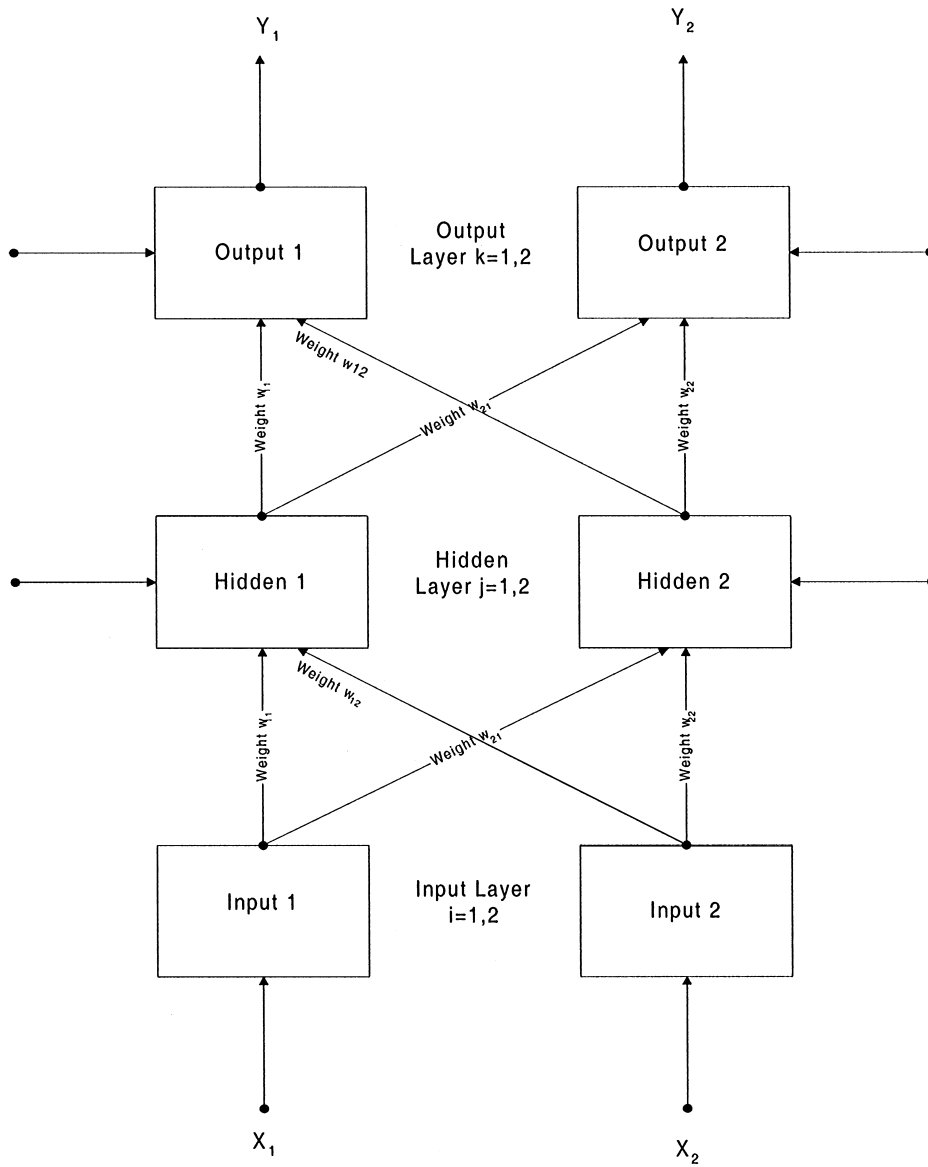 Y₁
Y₂
Output 1
Output
Layer k=1,2
Output 2
Weight w₁₁
Weight w12
Weight w₂₁
Weight w₂₂
Hidden 1
Hidden
Layer j=1,2
Hidden 2
Weight w₁₁
Weight w₁₂
Weight w₂₁
Weight w₂₂
Input 1
Input Layer
i=1,2
Input 2
X₁
X₂